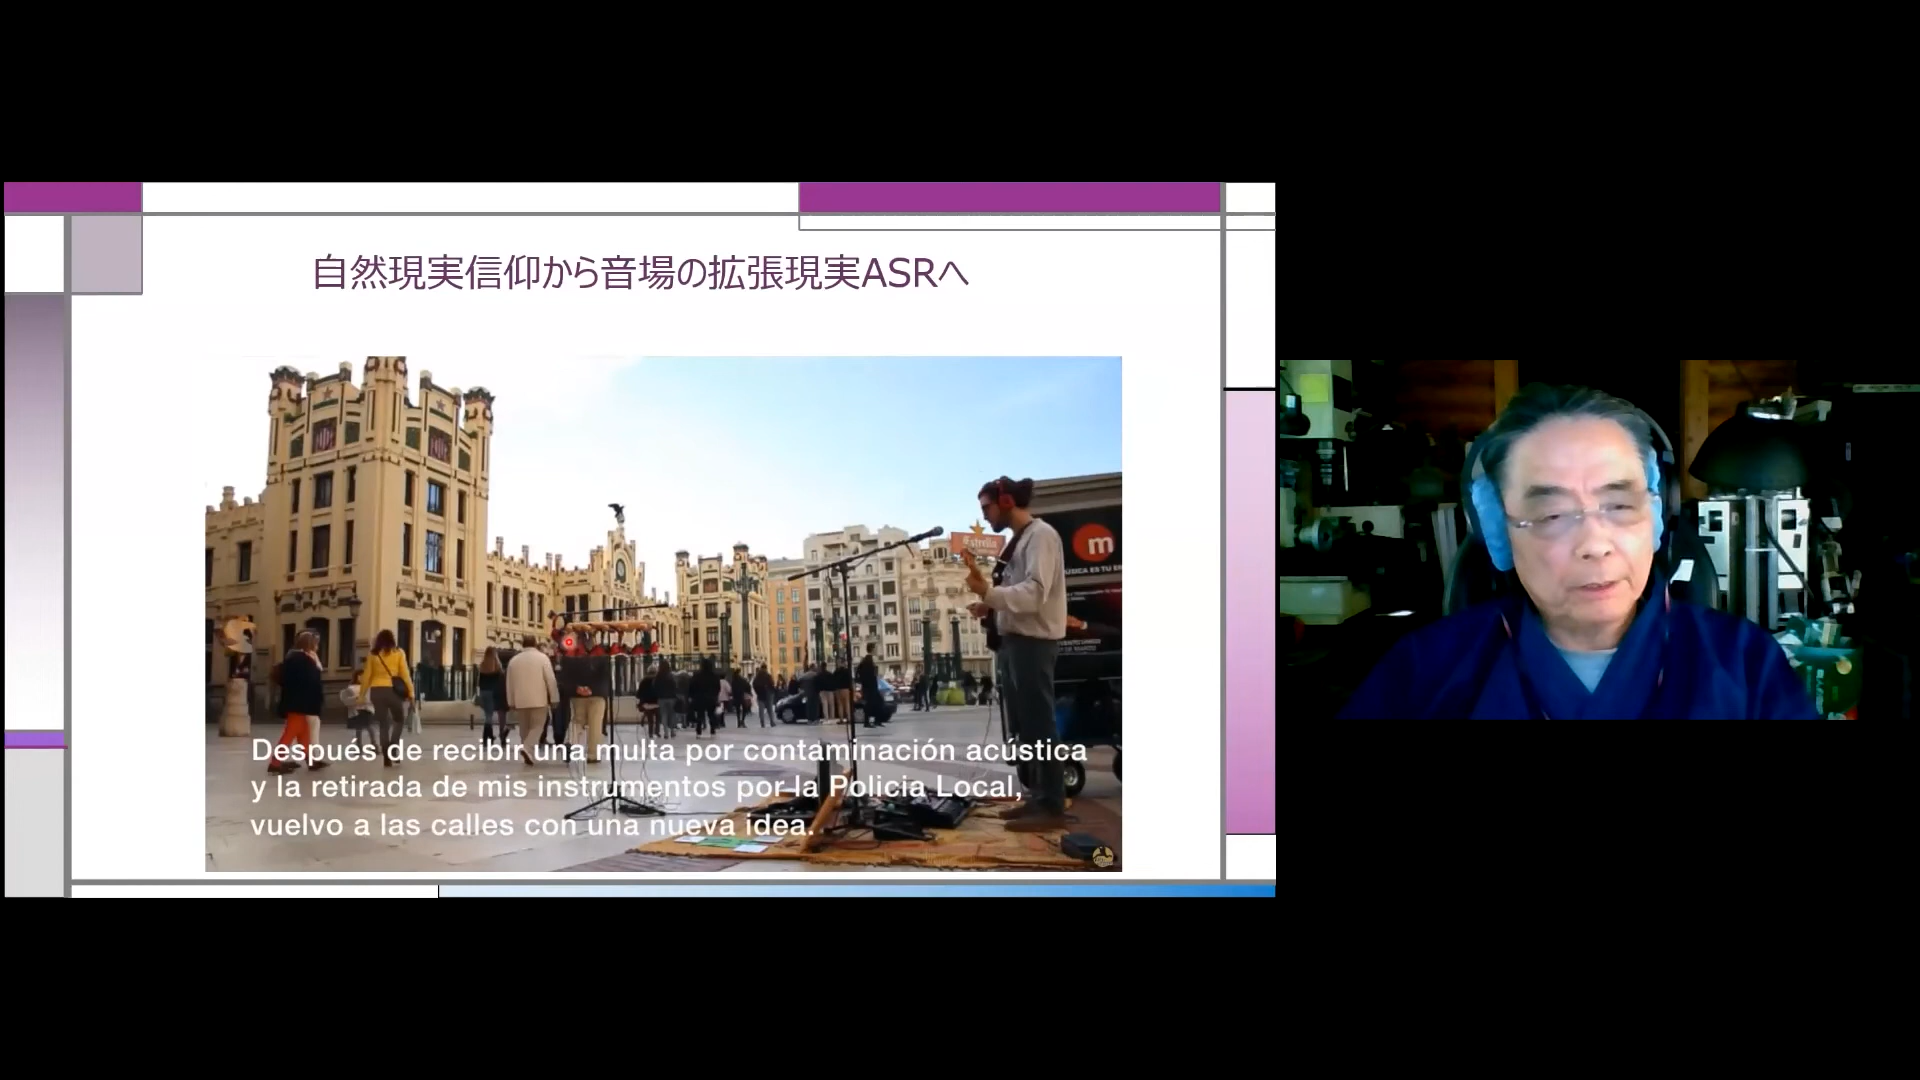 自然現実信仰から音場の拡張現実ASRへ
Estrella
m
Después de recibir una multa por contaminación acústica
y la retirada de mis instrumentos por la Policia Local,
vuelvo a las calles con una nueva idea.